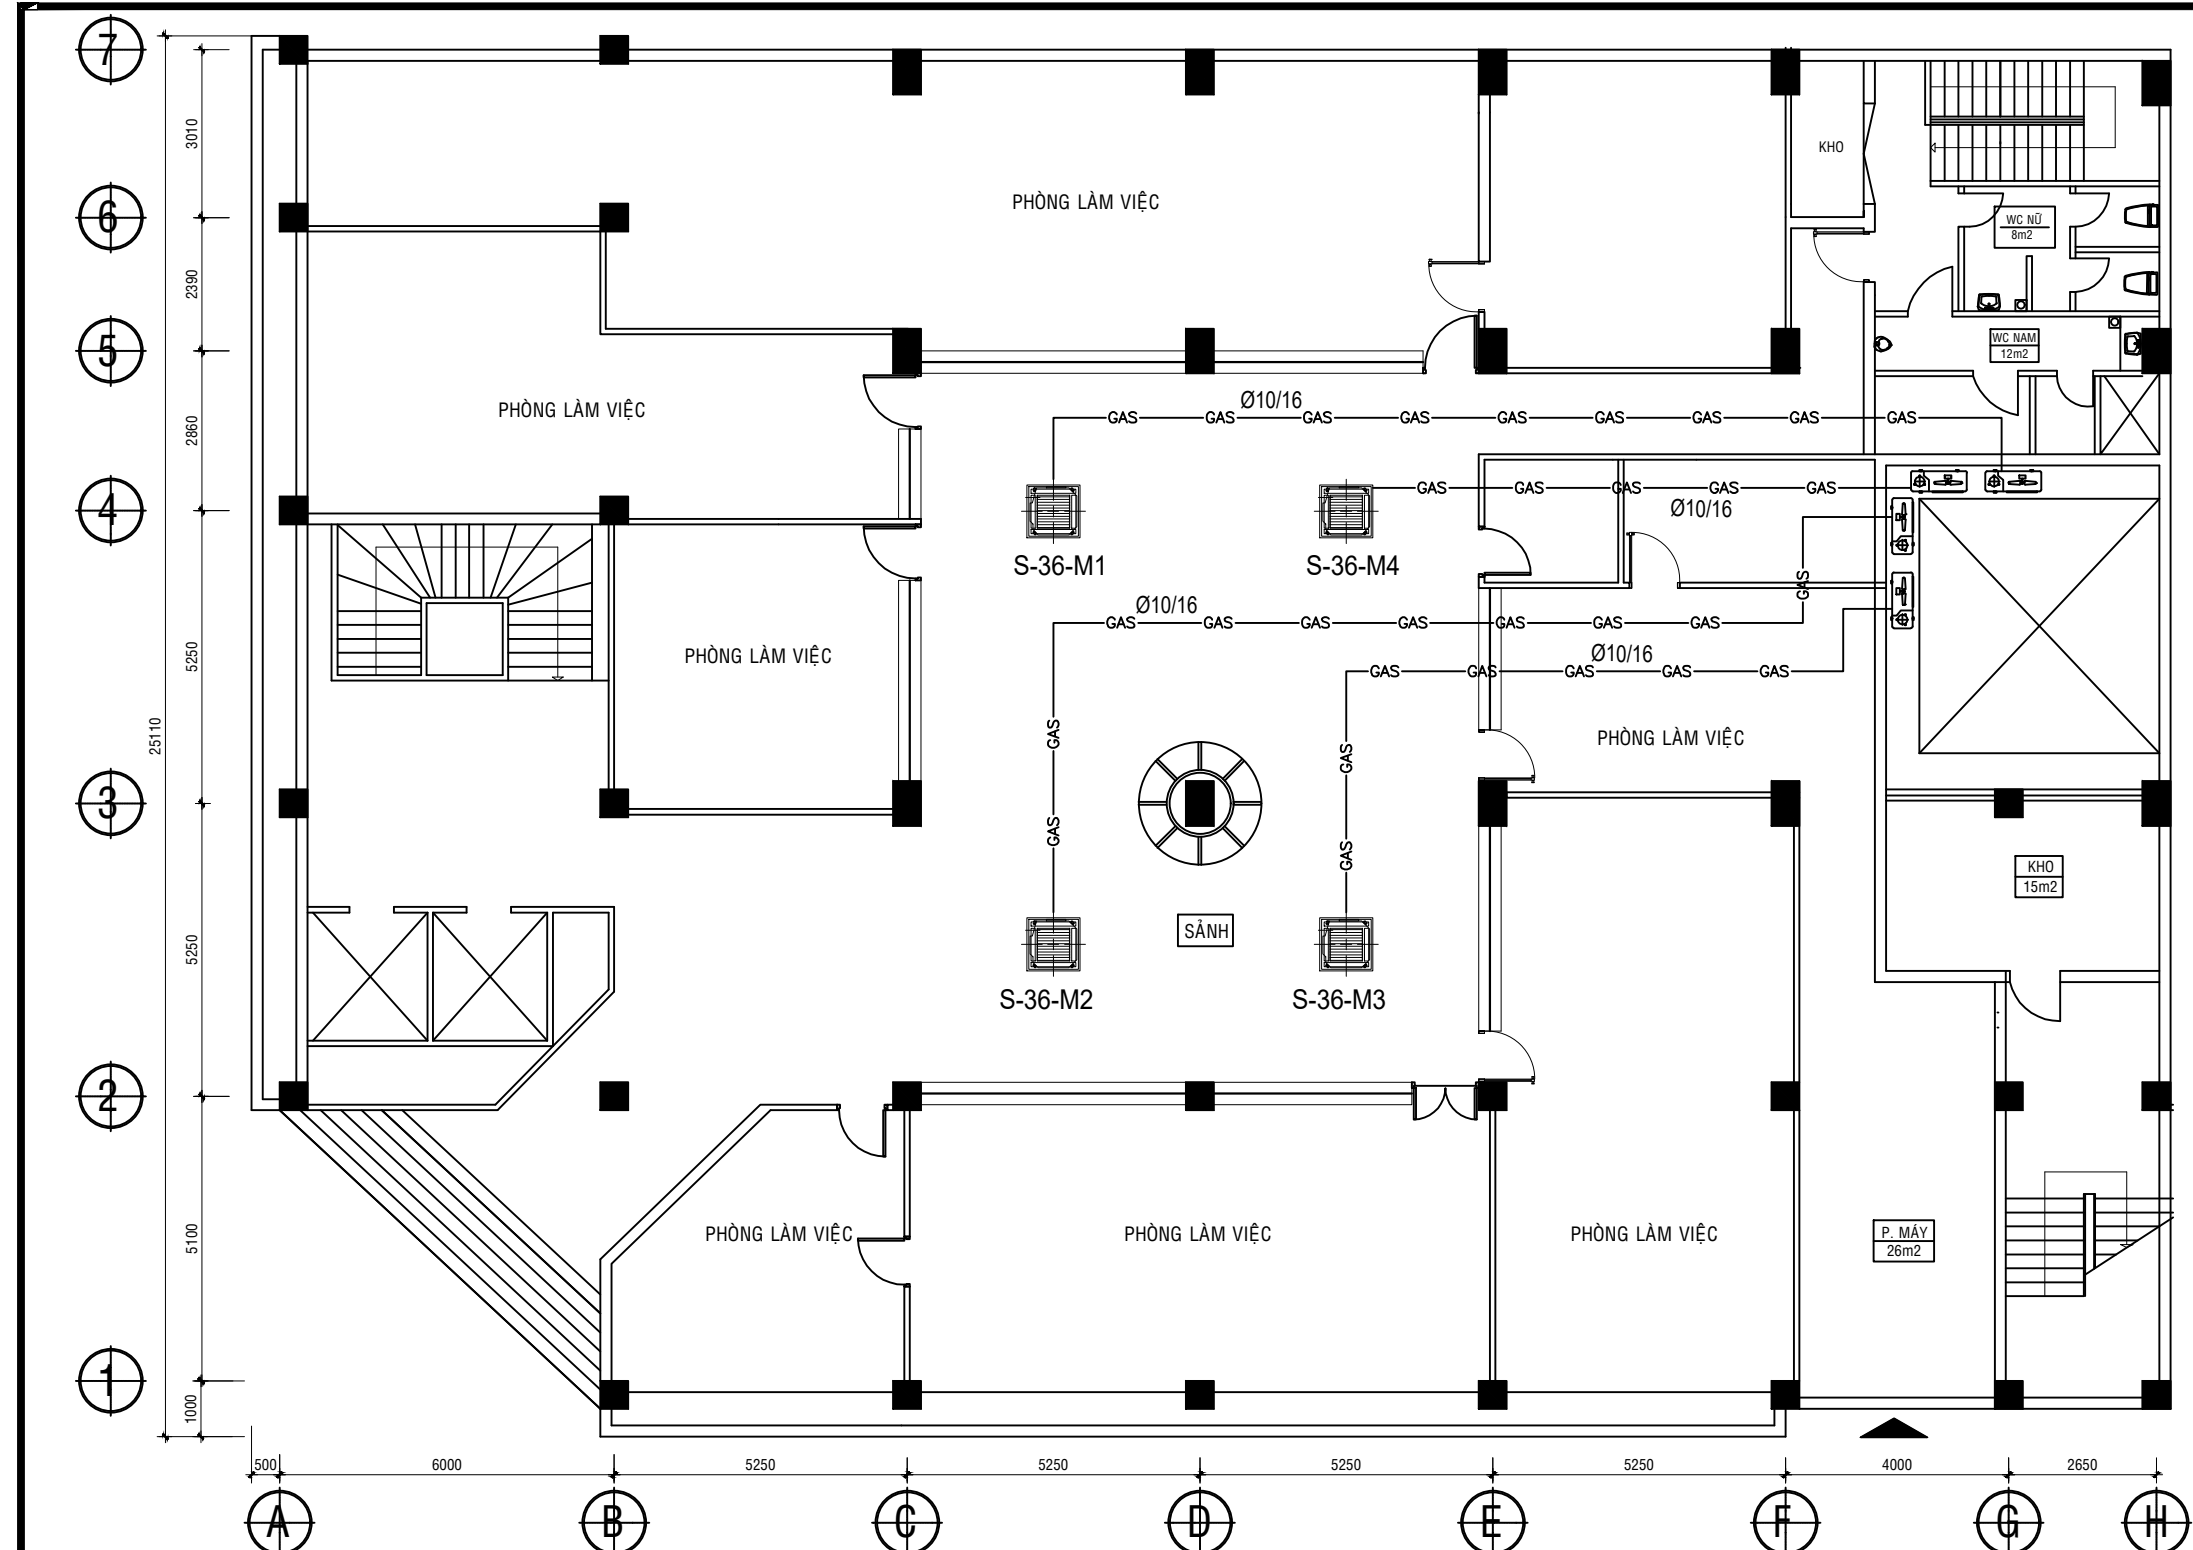 7
3010
KHO
PHÒNG LÀM VIỆC
6
WC NỮ
8m2
2390
5
WC NAM
12m2
2860
PHÒNG LÀM VIỆC
Ø10/16
GAS GAS GAS GAS GAS GAS GAS GAS GAS
4
GAS GAS GAS GAS GAS
Ø10/16
S-36-M1
S-36-M4
GAS
Ø10/16
GAS GAS GAS GAS GAS GAS GAS
5250
PHÒNG LÀM VIỆC
Ø10/16
GAS GAS GAS GAS GAS
25110
GAS
GAS
PHÒNG LÀM VIỆC
3
GAS
GAS
KHO
15m2
5250
SẢNH
S-36-M2
S-36-M3
2
5100
PHÒNG LÀM VIỆC
PHÒNG LÀM VIỆC
PHÒNG LÀM VIỆC
P. MÁY
26m2
1
1000
500 6000 5250 5250 5250 5250 4000 2650
A B C D E F G H